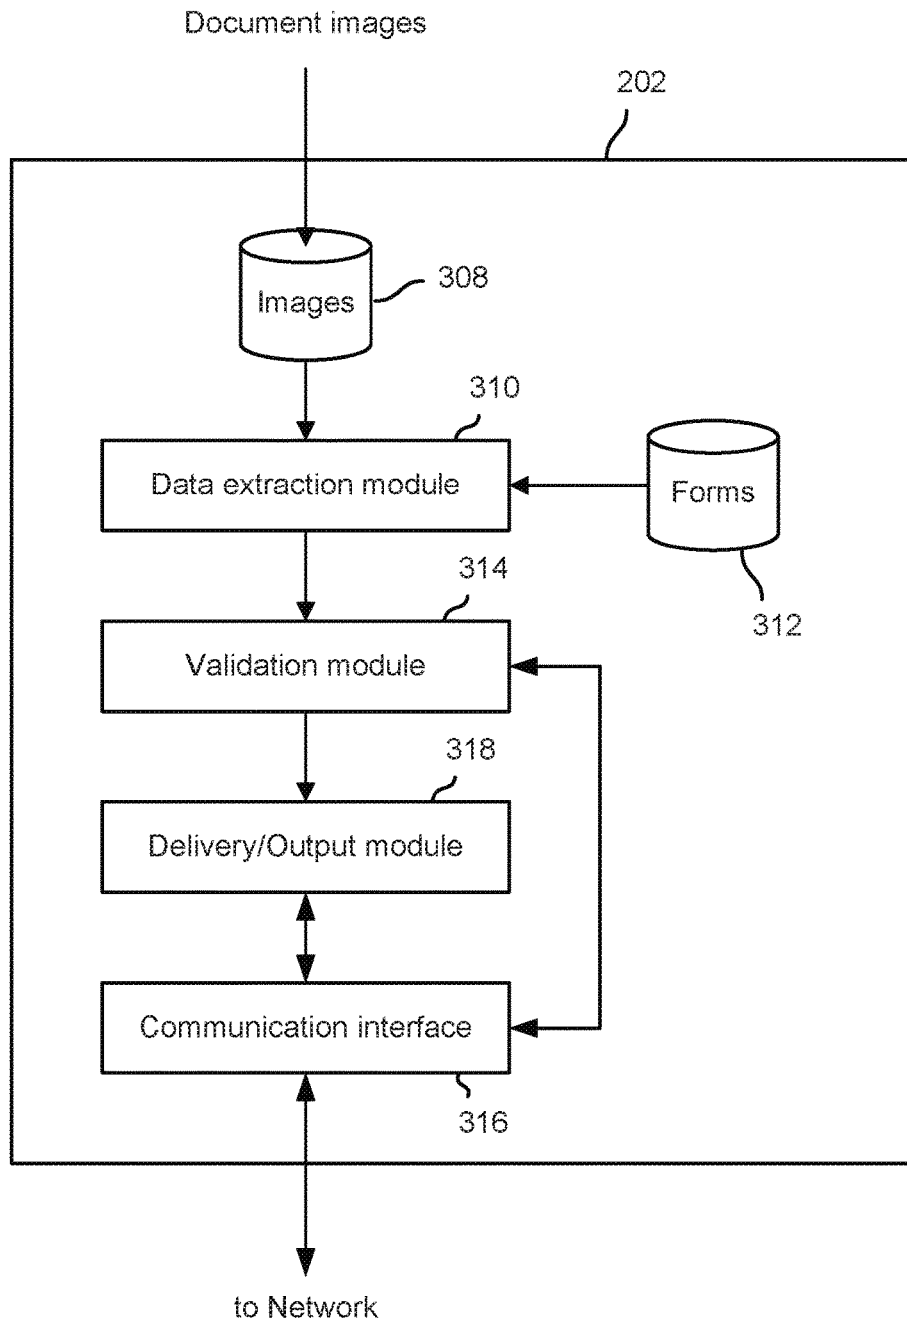 Document images
202
Images
308
310
Data extraction module
Forms
312
314
Validation module
318
Delivery/Output module
Communication interface
316
to Network